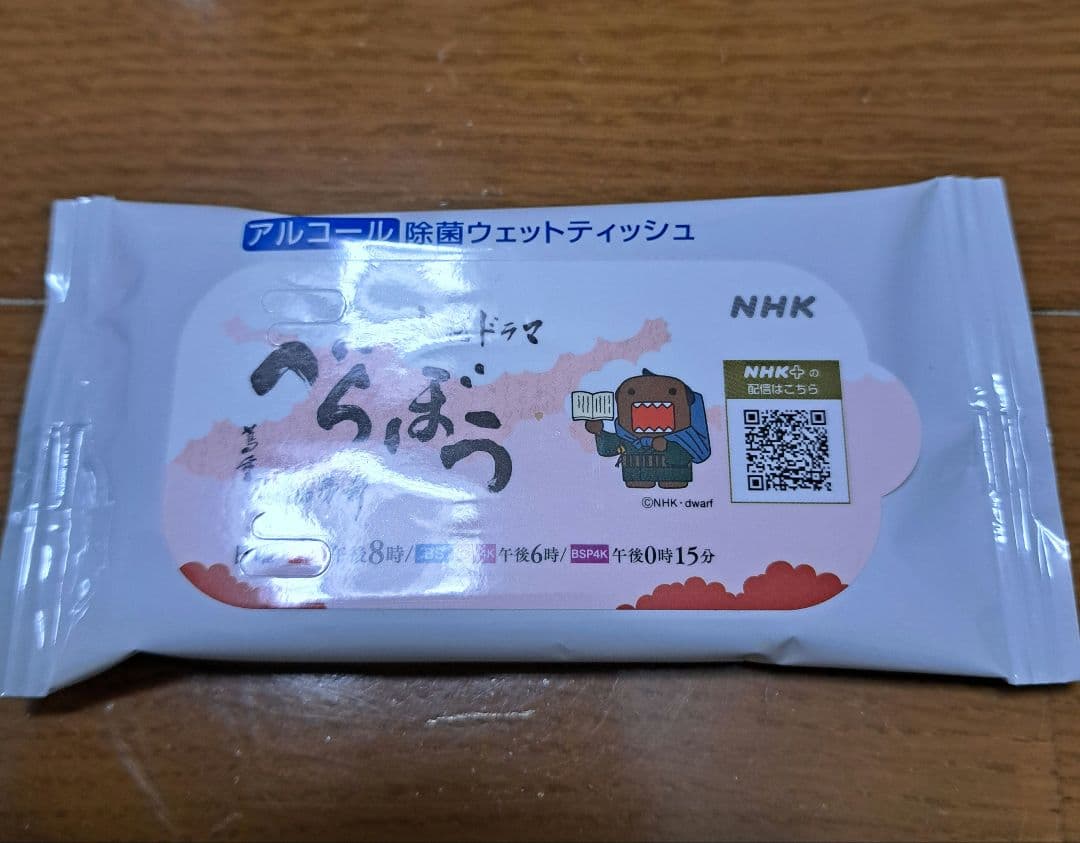 アルコール 除菌ウェットティッシュ
NHK
ドラマ
べらぼう
NHK+の
配信はこちら
©NHK・dwarf
午後8時/ BS 4K 午後6時/ BSP4K 午後0時15分